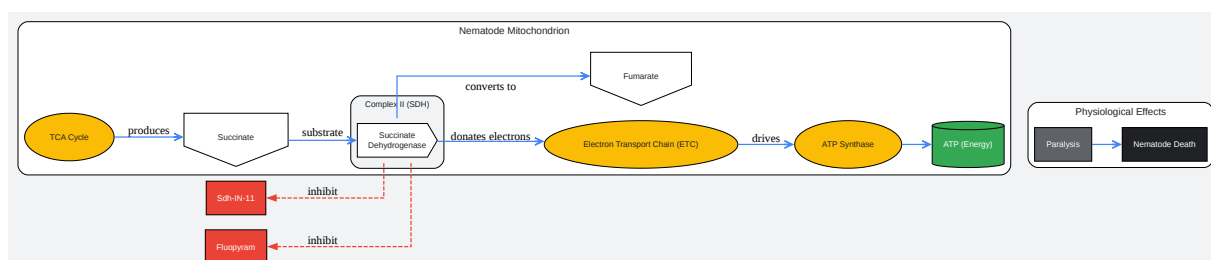 Nematode Mitochondrion
Fumarate
converts to
Complex II (SDH)
Physiological Effects
TCA Cycle
produces
Succinate
substrate
Succinate
Dehydrogenase
donates electrons
Electron Transport Chain (ETC)
drives
ATP Synthase
ATP (Energy)
Paralysis
Nematode Death
Sdh-IN-11
inhibit
Fluopyram
inhibit